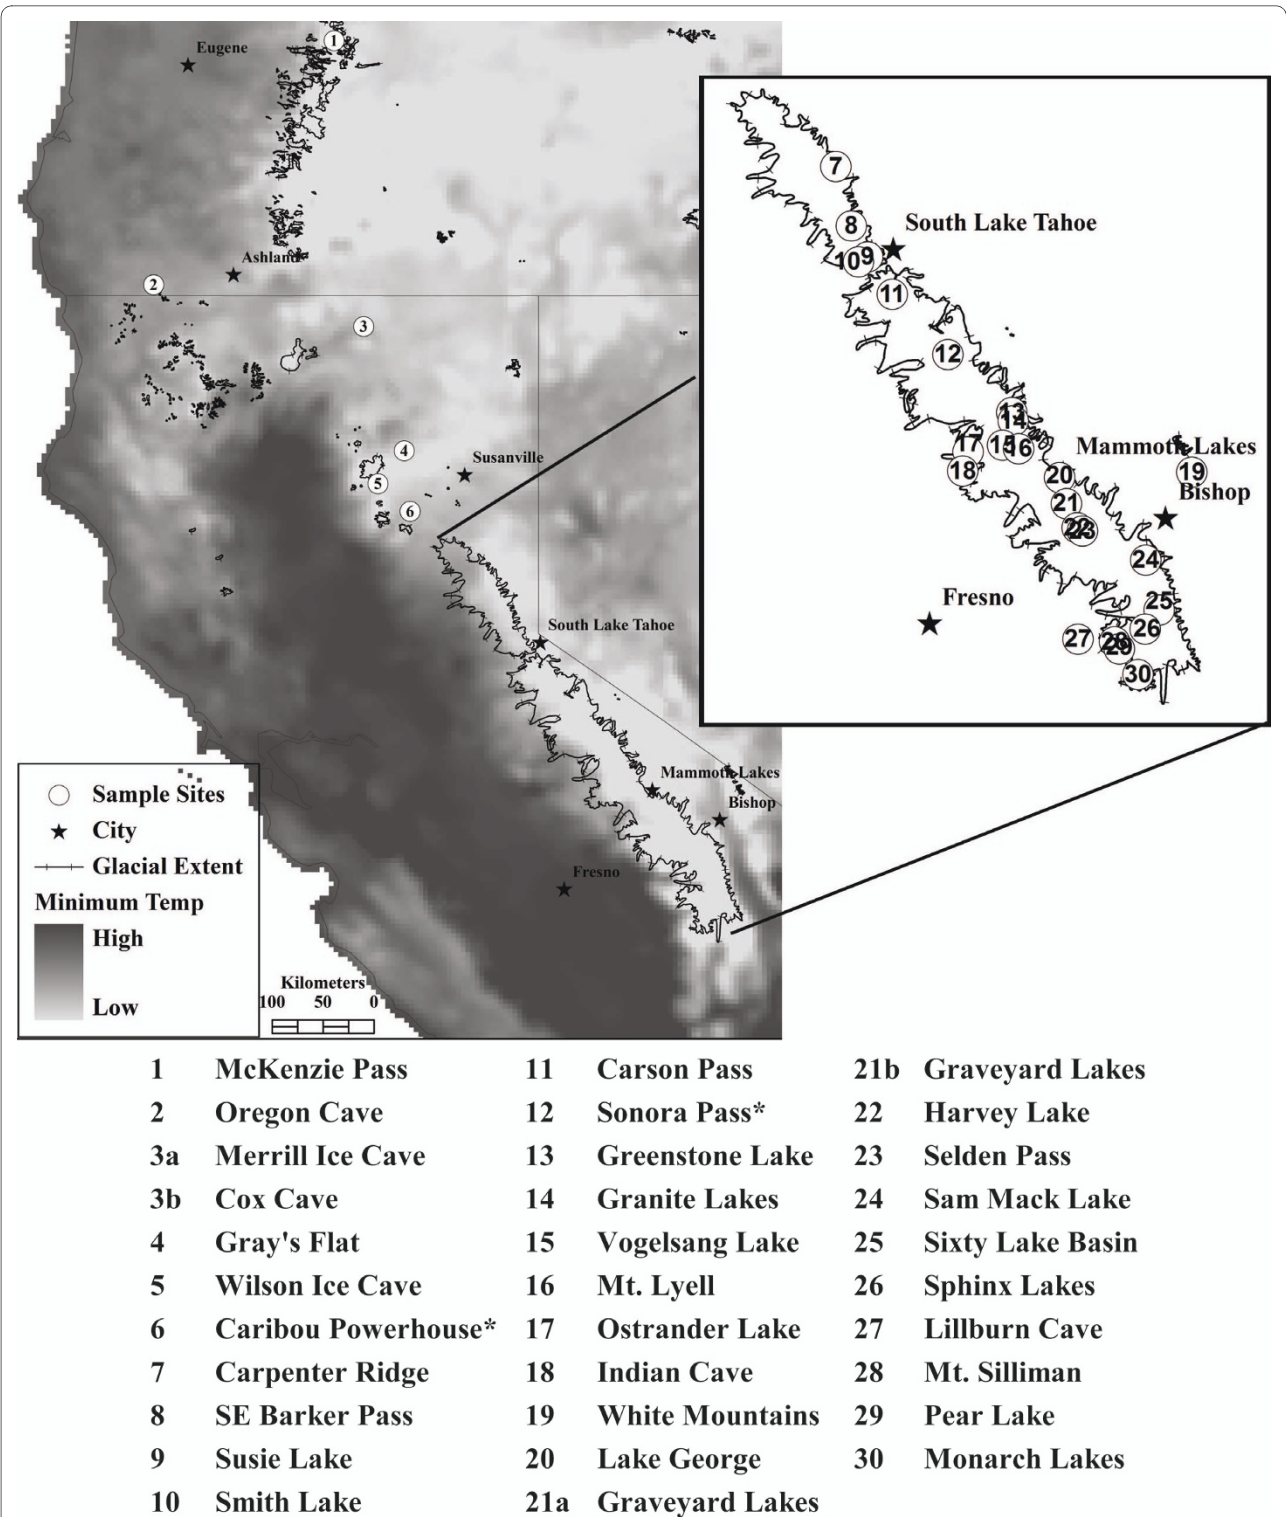 1
Eugene
Ashland
2
3
4
Susanville
5
6
South Lake Tahoe
Mammoth Lakes
Bishop
Fresno
7
8
South Lake Tahoe
9
10
11
12
13
14
15
16
17
18
Mammoth Lakes
19
20
Bishop
21
22
23
24
Fresno
25
26
27
28
29
30
Sample Sites
City
Glacial Extent
Minimum Temp
High
Low
Kilometers
100 50 0
1 McKenzie Pass 11 Carson Pass 21b Graveyard Lakes
2 Oregon Cave 12 Sonora Pass* 22 Harvey Lake
3a Merrill Ice Cave 13 Greenstone Lake 23 Selden Pass
3b Cox Cave 14 Granite Lakes 24 Sam Mack Lake
4 Gray's Flat 15 Vogelsang Lake 25 Sixty Lake Basin
5 Wilson Ice Cave 16 Mt. Lyell 26 Sphinx Lakes
6 Caribou Powerhouse* 17 Ostrander Lake 27 Lillburn Cave
7 Carpenter Ridge 18 Indian Cave 28 Mt. Silliman
8 SE Barker Pass 19 White Mountains 29 Pear Lake
9 Susie Lake 20 Lake George 30 Monarch Lakes
10 Smith Lake 21a Graveyard Lakes